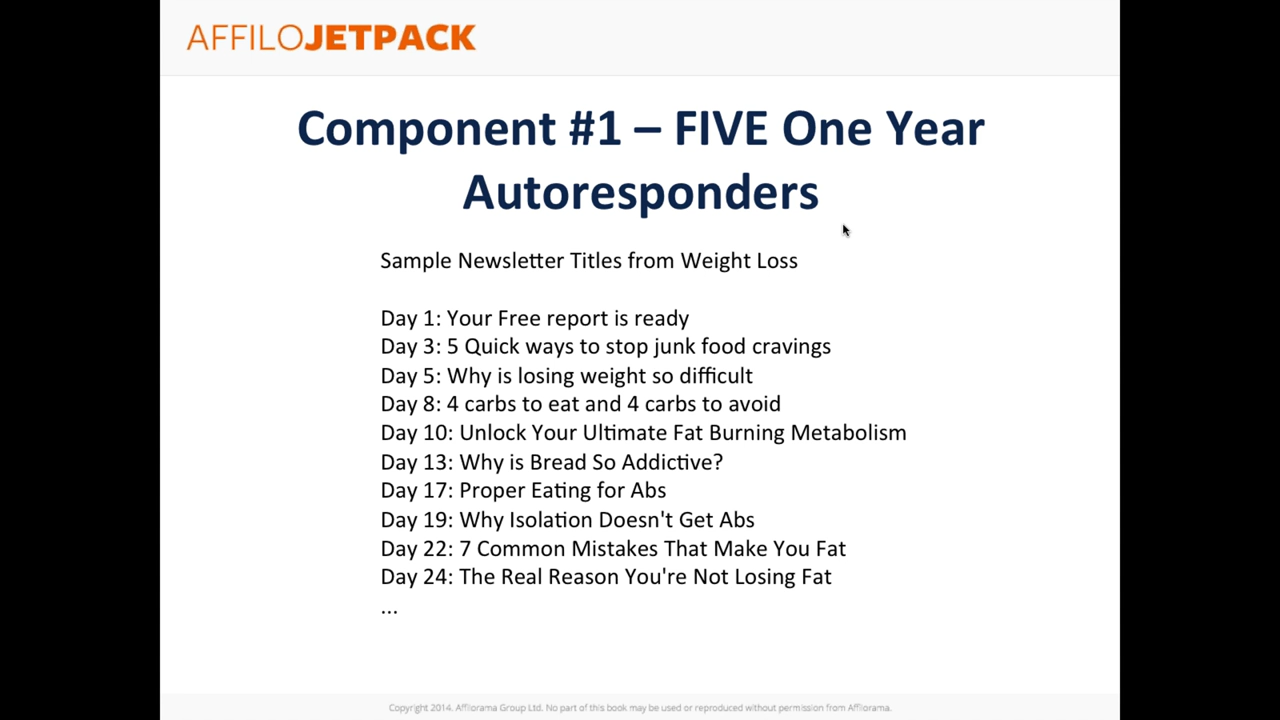 AFFILOJETPACK
Component #1 – FIVE One Year
Autoresponders
Sample Newsletter Titles from Weight Loss
Day 1: Your Free report is ready
Day 3: 5 Quick ways to stop junk food cravings
Day 5: Why is losing weight so difficult
Day 8: 4 carbs to eat and 4 carbs to avoid
Day 10: Unlock Your Ultimate Fat Burning Metabolism
Day 13: Why is Bread So Addictive?
Day 17: Proper Eating for Abs
Day 19: Why Isolation Doesn't Get Abs
Day 22: 7 Common Mistakes That Make You Fat
Day 24: The Real Reason You're Not Losing Fat
...
Copyright 2014. Affilorama Group Ltd. No part of this book may be used or reproduced without permission from Affilorama.